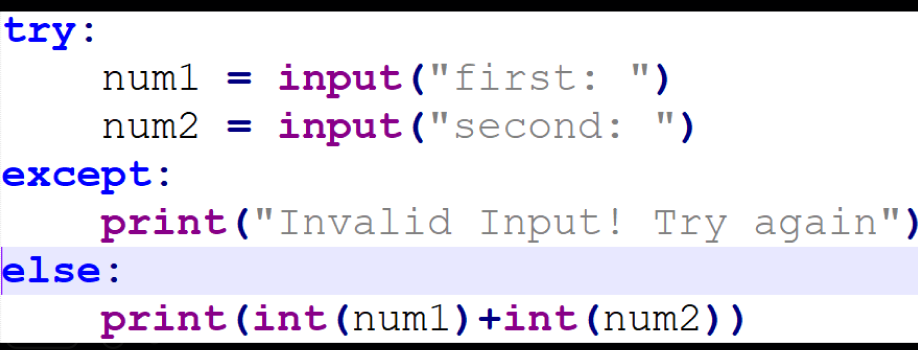 try:
    num1 = input("first: ")
    num2 = input("second: ")
except:
    print("Invalid Input! Try again")
else:
    print(int(num1)+int(num2))